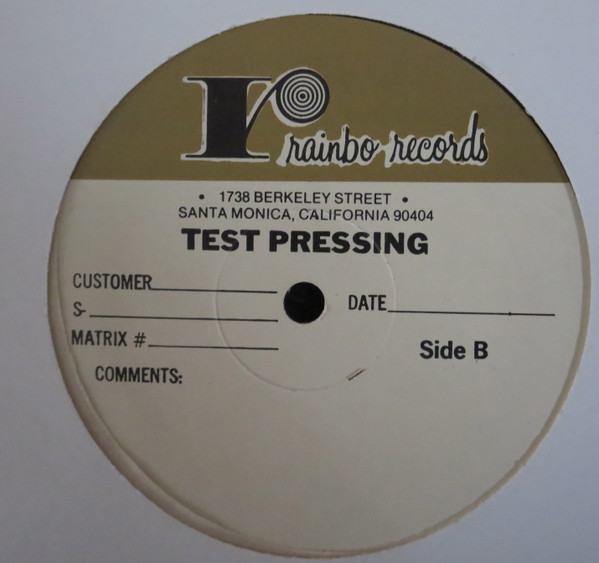 r rainbo records
• 1738 BERKELEY STREET •
SANTA MONICA, CALIFORNIA 90404
TEST PRESSING
CUSTOMER
DATE
S-
MATRIX #
Side B
COMMENTS: